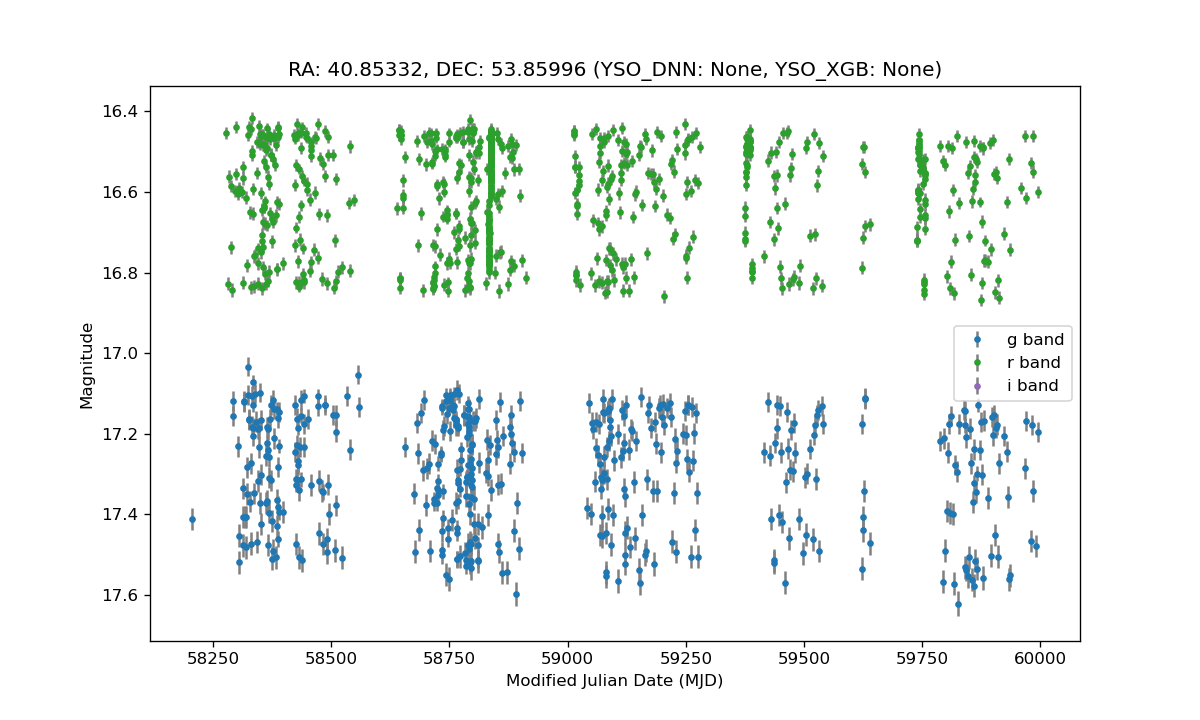 RA: 40.85332, DEC: 53.85996 (YSO_DNN: None, YSO_XGB: None)
16.4
16.6
16.8
17.0
17.2
17.4
17.6
Magnitude
g band
r band
i band
58250 58500 58750 59000 59250 59500 59750 60000
Modified Julian Date (MJD)